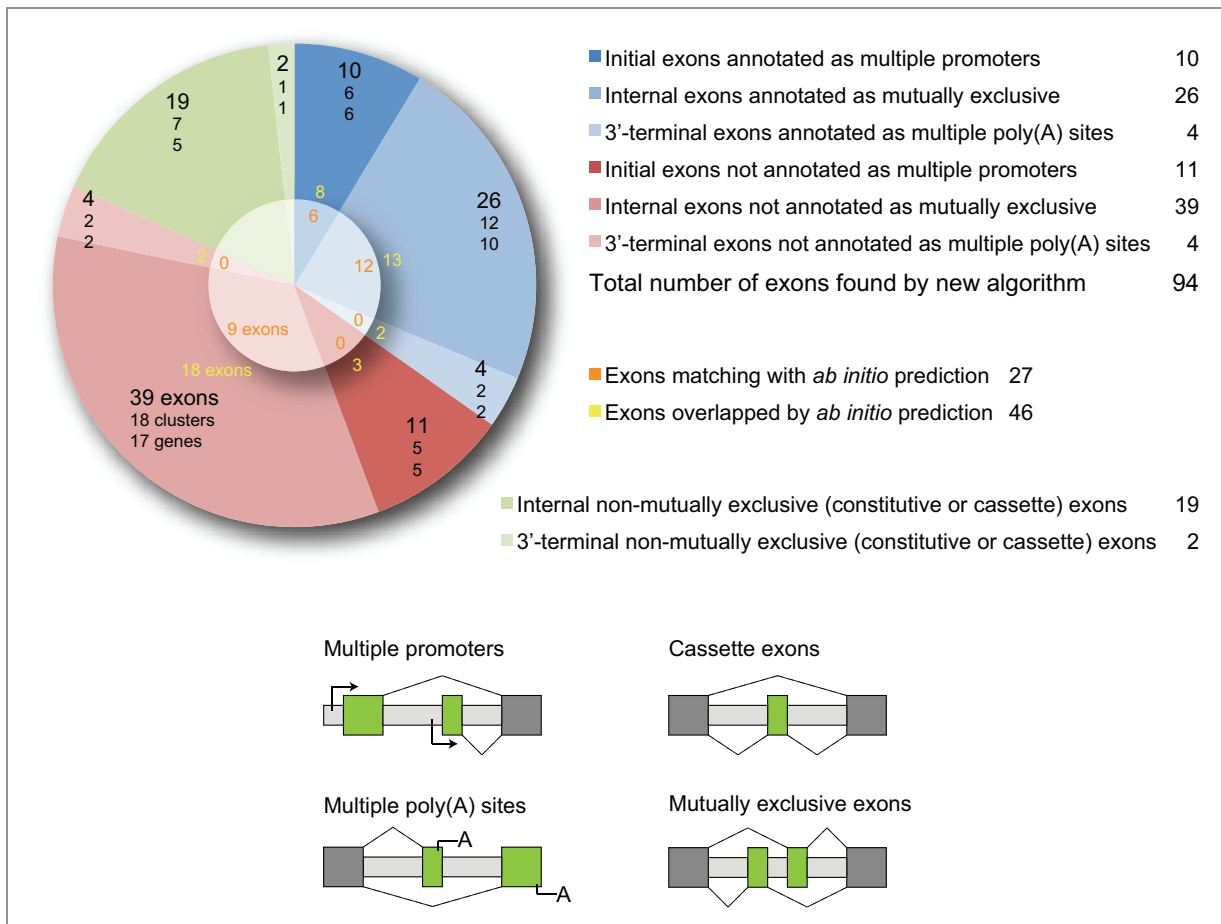 2
1
1
10
6
6
19
7
5
26
12
10
4
2
2
8
6
12
13
2
0
0
2
0
3
9 exons
18 exons
4
2
2
39 exons
18 clusters
17 genes
11
5
5
Initial exons annotated as multiple promoters 10
Internal exons annotated as mutually exclusive 26
3’-terminal exons annotated as multiple poly(A) sites 4
Initial exons not annotated as multiple promoters 11
Internal exons not annotated as mutually exclusive 39
3’-terminal exons not annotated as multiple poly(A) sites 4
Total number of exons found by new algorithm 94
Exons matching with ab initio prediction 27
Exons overlapped by ab initio prediction 46
Internal non-mutually exclusive (constitutive or cassette) exons 19
3’-terminal non-mutually exclusive (constitutive or cassette) exons 2
Multiple promoters
Cassette exons
Multiple poly(A) sites
A
A
Mutually exclusive exons